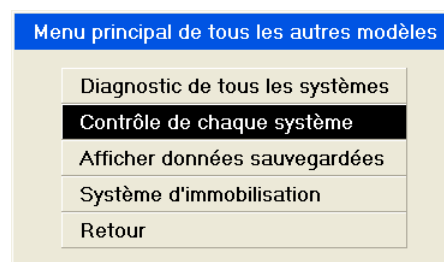 Menu principal de tous les autres modèles
Diagnostic de tous les systèmes
Contrôle de chaque système
Afficher données sauvegardées
Système d'immobilisation
Retour